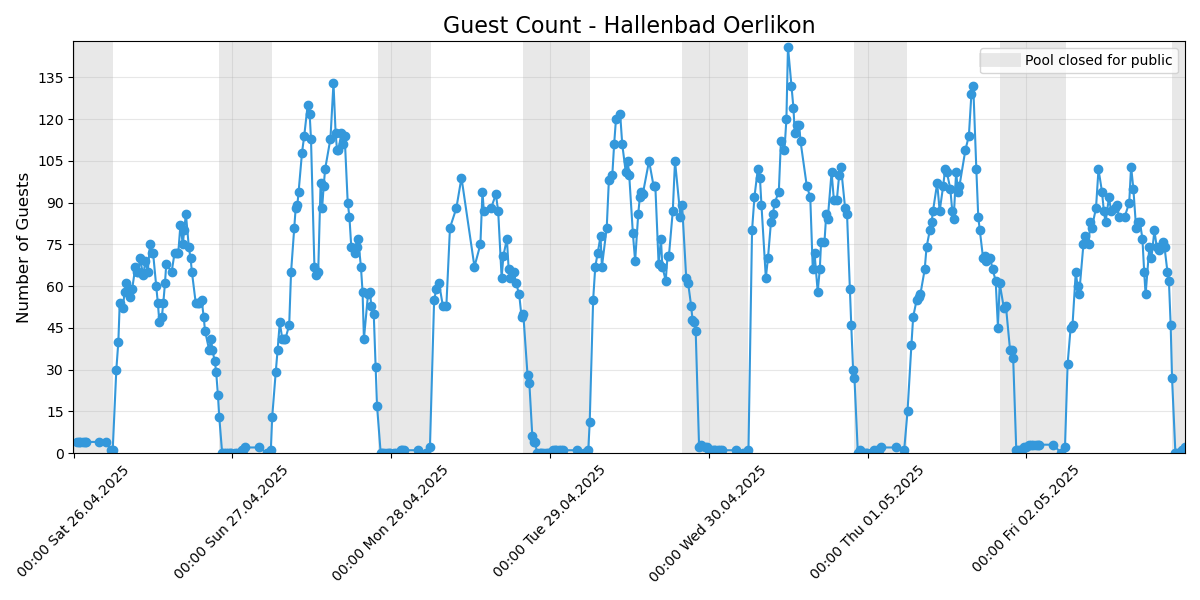 Guest Count - Hallenbad Oerlikon
Pool closed for public
Number of Guests
135
120
105
90
75
60
45
30
15
0
00:00 Sat 26.04.2025
00:00 Sun 27.04.2025
00:00 Mon 28.04.2025
00:00 Tue 29.04.2025
00:00 Wed 30.04.2025
00:00 Thu 01.05.2025
00:00 Fri 02.05.2025